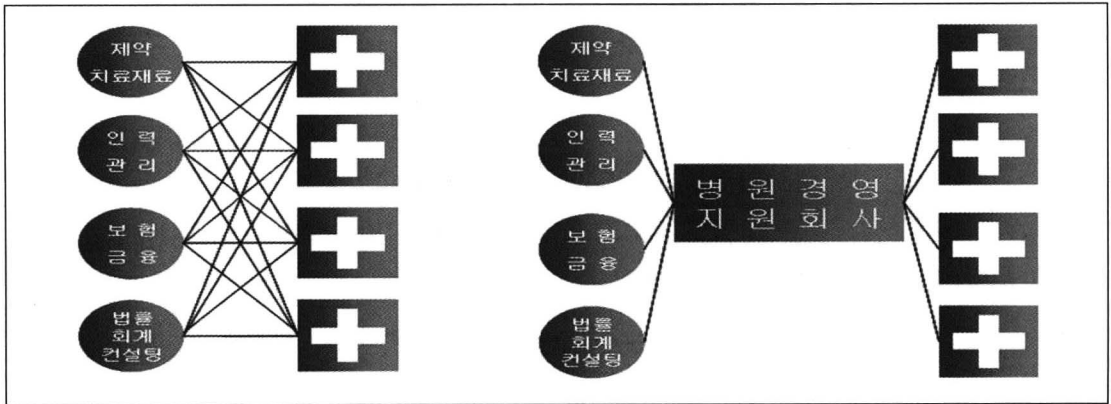 제약
치료재료
인 력
관 리
보 험
금 융
법률
회계
컨설팅
제약
치료재료
인 력
관 리
보 험
금 융
법률
회계
컨설팅
병 원 경 영
지 원 회 사